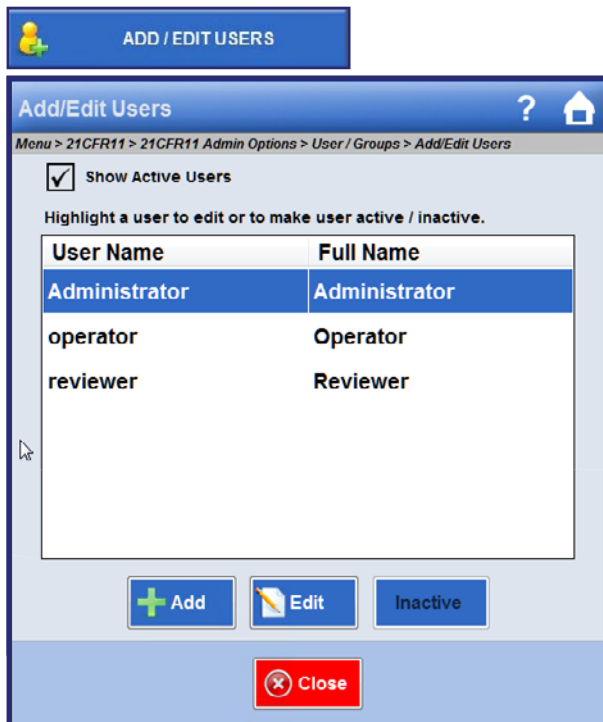 ADD / EDIT USERS
Add/Edit Users ?
Menu > 21CFR11 > 21CFR11 Admin Options > User / Groups > Add/Edit Users
Show Active Users
Highlight a user to edit or to make user active / inactive.
User Name Full Name
Administrator Administrator
operator Operator
reviewer Reviewer
Add Edit Inactive
Close